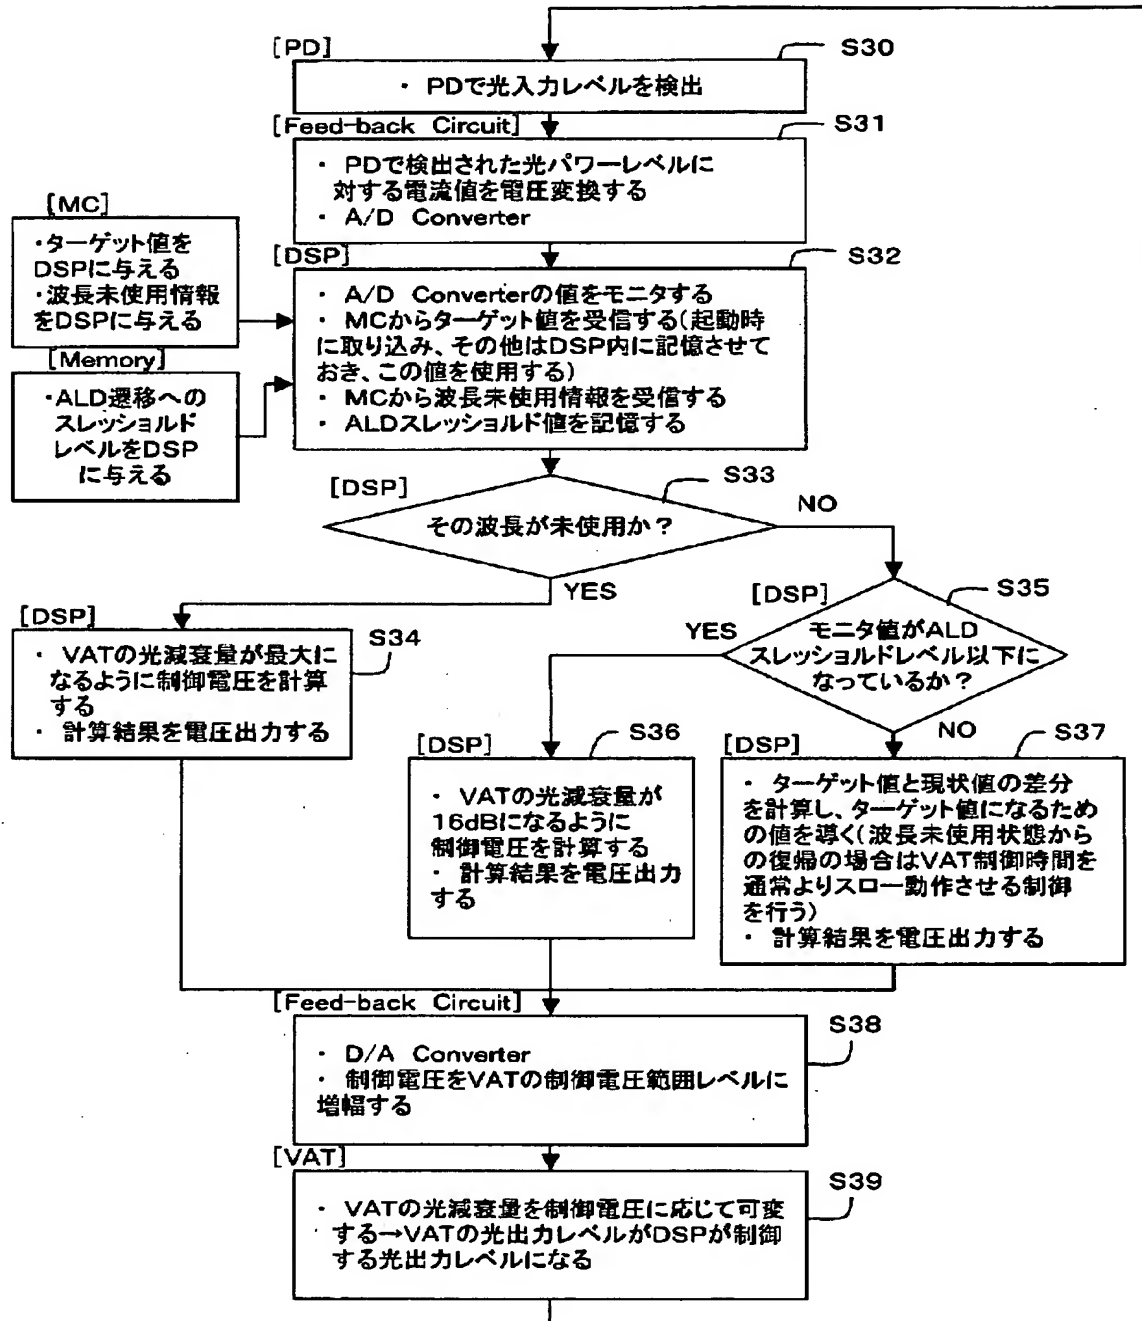 [PD]
S30
・ PDで光入力レベルを検出
[Feed-back Circuit]
S31
・ PDで検出された光パワーレベルに
対する電流値を電圧変換する
・ A/D Converter
[MC]
・ターゲット値を
DSPに与える
・波長未使用情報
をDSPに与える
[Memory]
・ALD遷移への
スレッショルド
レベルをDSP
に与える
[DSP]
S32
・ A/D Converterの値をモニタする
・ MCからターゲット値を受信する(起動時
に取り込み、その他はDSP内に記憶させて
おき、この値を使用する)
・ MCから波長未使用情報を受信する
・ ALDスレッショルド値を記憶する
[DSP]
S33
その波長が未使用か？
NO
YES
[DSP]
S34
・ VATの光減衰量が最大に
なるように制御電圧を計算
する
・ 計算結果を電圧出力する
[DSP]
S35
モニタ値がALD
スレッショルドレベル以下に
なっているか？
YES
NO
[DSP]
S36
・ VATの光減衰量が
16dBになるように
制御電圧を計算する
・ 計算結果を電圧出力
する
[DSP]
S37
・ ターゲット値と現状値の差分
を計算し、ターゲット値になるため
の値を導く(波長未使用状態から
の復帰の場合はVAT制御時間を
通常よりスロー動作させる制御
を行う)
・ 計算結果を電圧出力する
[Feed-back Circuit]
S38
・ D/A Converter
・ 制御電圧をVATの制御電圧範囲レベルに
増幅する
[VAT]
S39
・ VATの光減衰量を制御電圧に応じて可変
する→VATの光出力レベルがDSPが制御
する光出力レベルになる